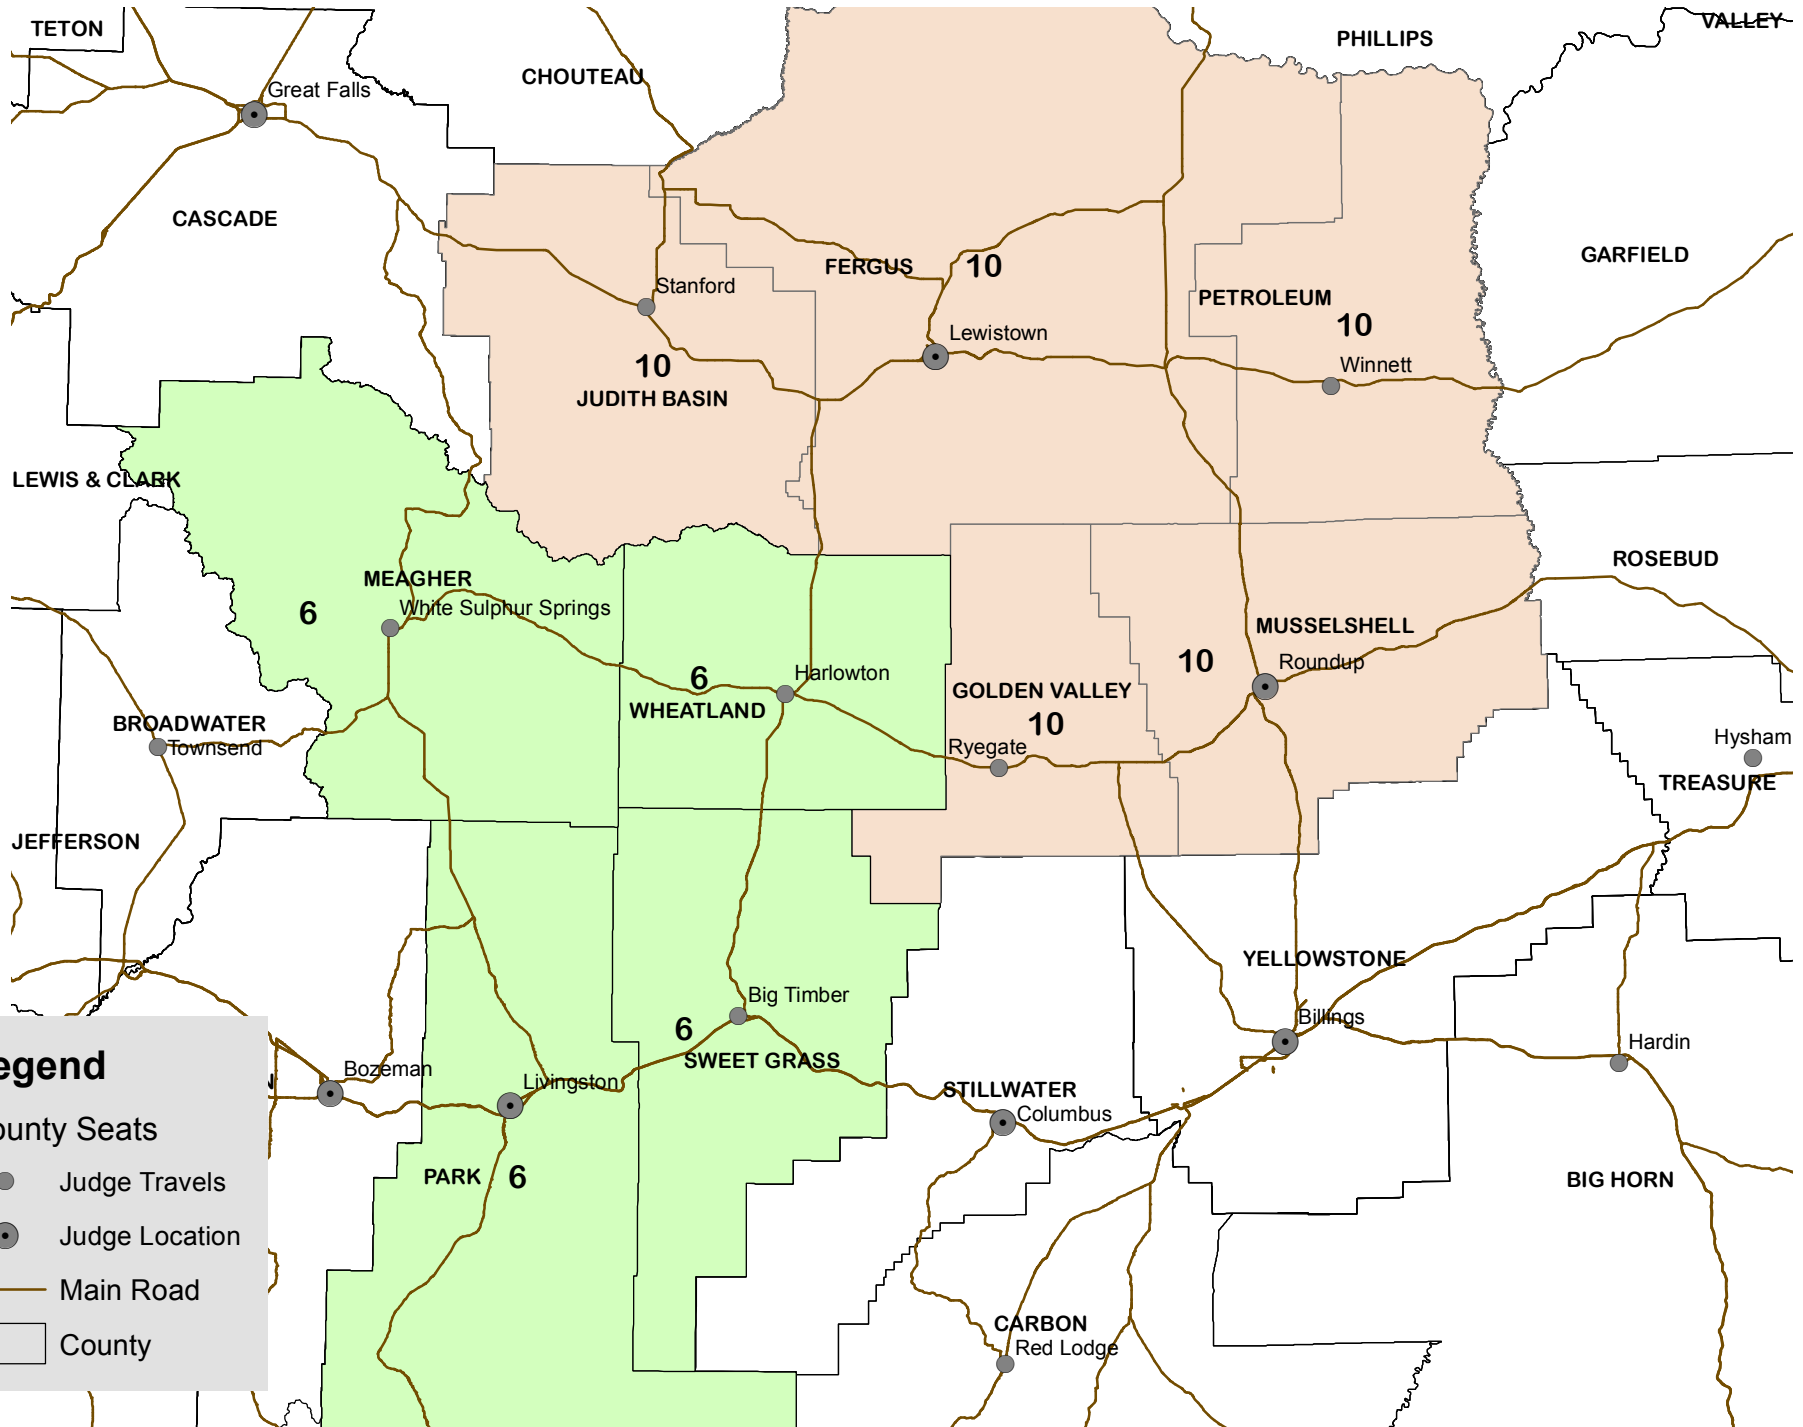 TETON
VALLEY
PHILLIPS
CHOUTEAU
Great Falls
CASCADE
GARFIELD
FERGUS
10
Stanford
PETROLEUM
10
Lewistown
10
Winnett
JUDITH BASIN
LEWIS & CLARK
ROSEBUD
MEAGHER
White Sulphur Springs
6
MUSSELSHELL
10
Roundup
6
Harlowton
GOLDEN VALLEY
WHEATLAND
10
BROADWATER
Townsend
Ryegate
Hysham
TREASURE
JEFFERSON
YELLOWSTONE
Big Timber
6
Billings
SWEET GRASS
Hardin
Bozeman
Livingston
STILLWATER
Columbus
PARK
6
BIG HORN
CARBON
Red Lodge
N
egend
ounty Seats
Judge Travels
Judge Location
Main Road
County